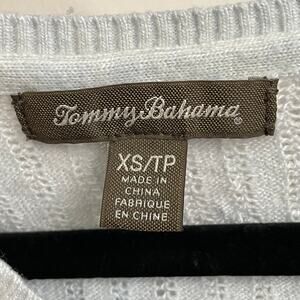 Tommy Bahama®
XS/TP
MADE IN
CHINA
FABRIQUE
EN CHINE